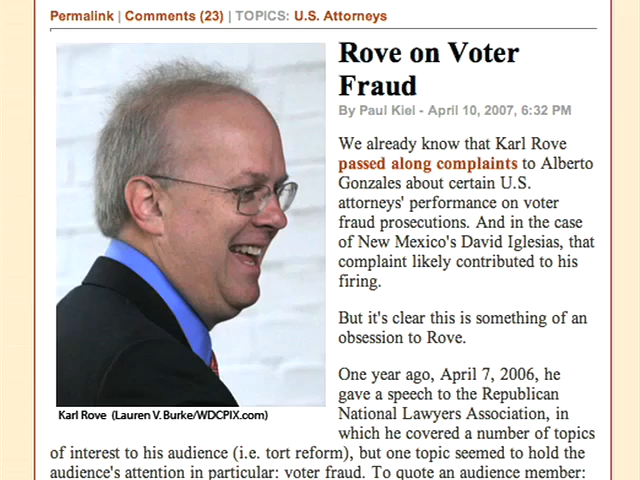 Permalink | Comments (23) | TOPICS: U.S. Attorneys
Rove on Voter
Fraud
By Paul Kiel - April 10, 2007, 6:32 PM
We already know that Karl Rove
passed along complaints to Alberto
Gonzales about certain U.S.
attorneys' performance on voter
fraud prosecutions. And in the case
of New Mexico's David Iglesias, that
complaint likely contributed to his
firing.
But it's clear this is something of an
obsession to Rove.
One year ago, April 7, 2006, he
gave a speech to the Republican
National Lawyers Association, in
which he covered a number of topics
Karl Rove (Lauren V. Burke/WDCPIX.com)
of interest to his audience (i.e. tort reform), but one topic seemed to hold the
audience's attention in particular: voter fraud. To quote an audience member: